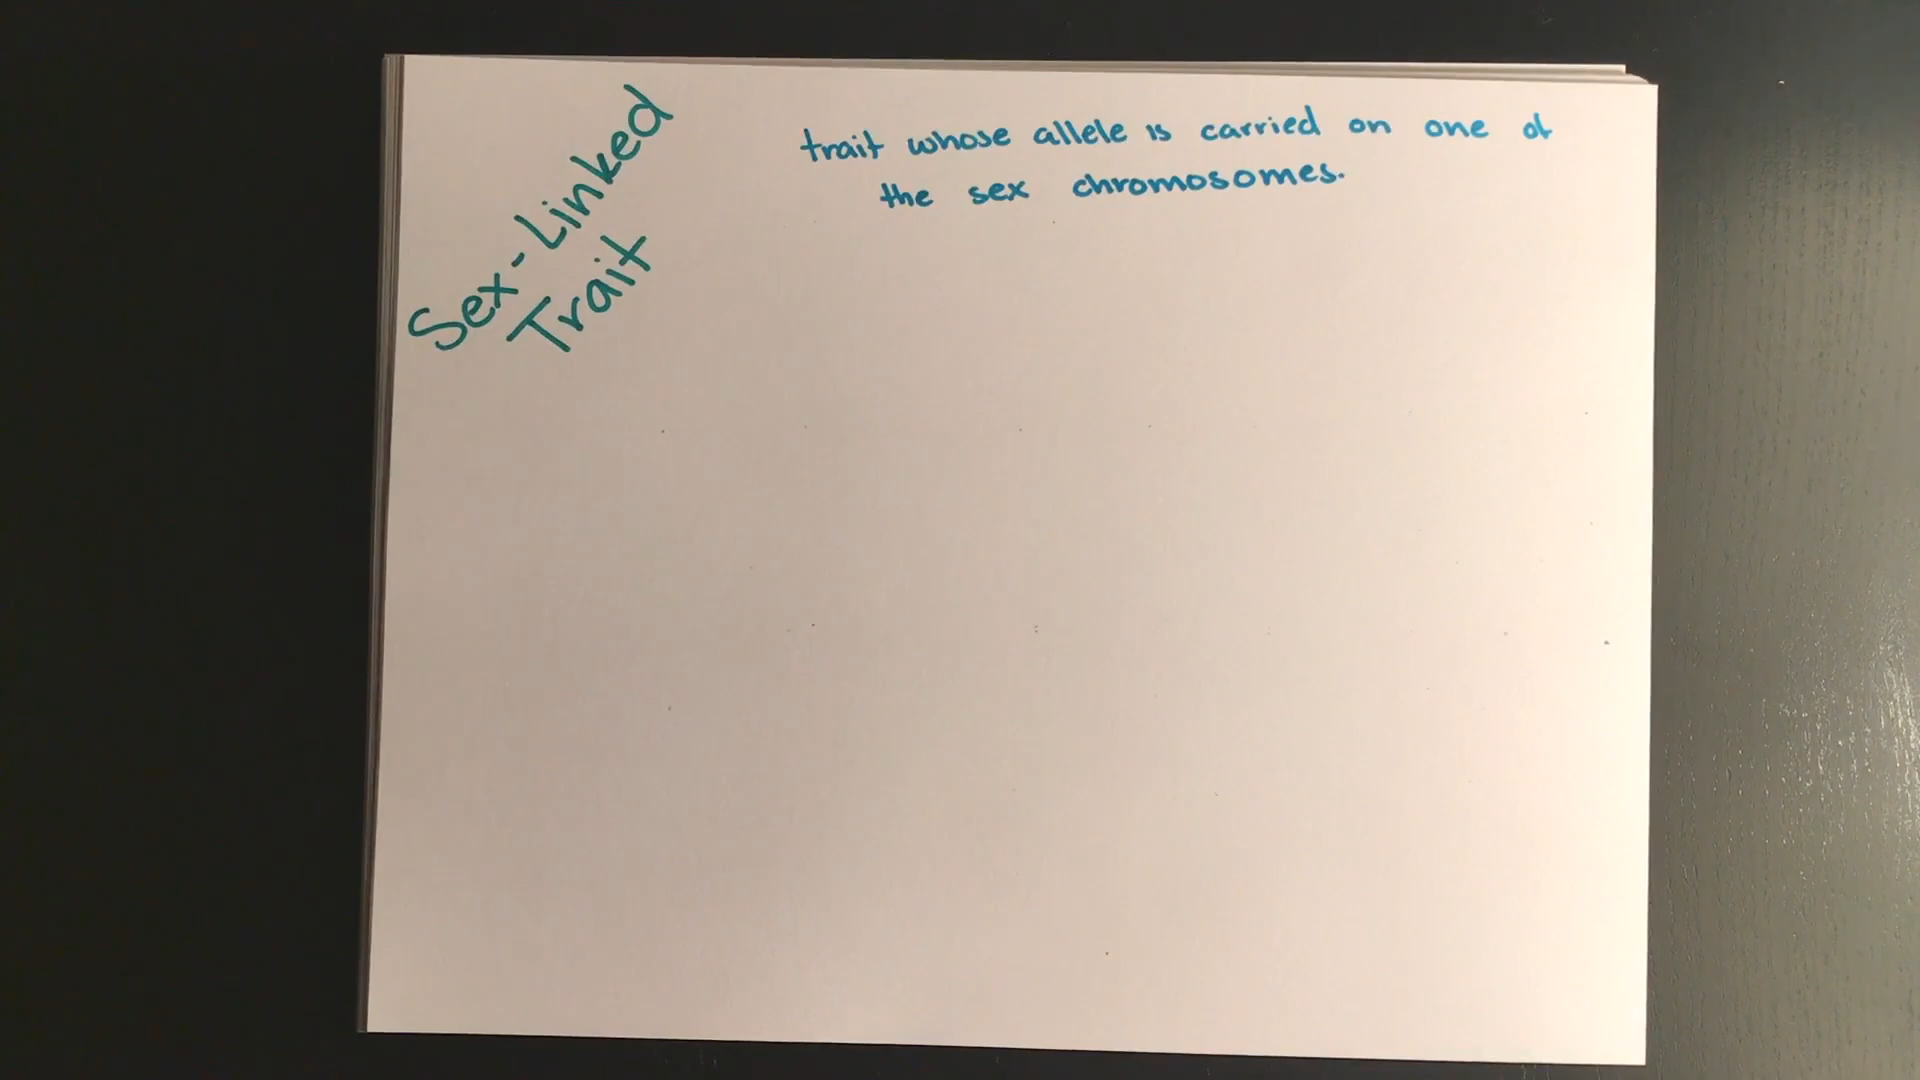 Sex-Linked
Trait
trait whose allele is carried on one of
the sex chromosomes.